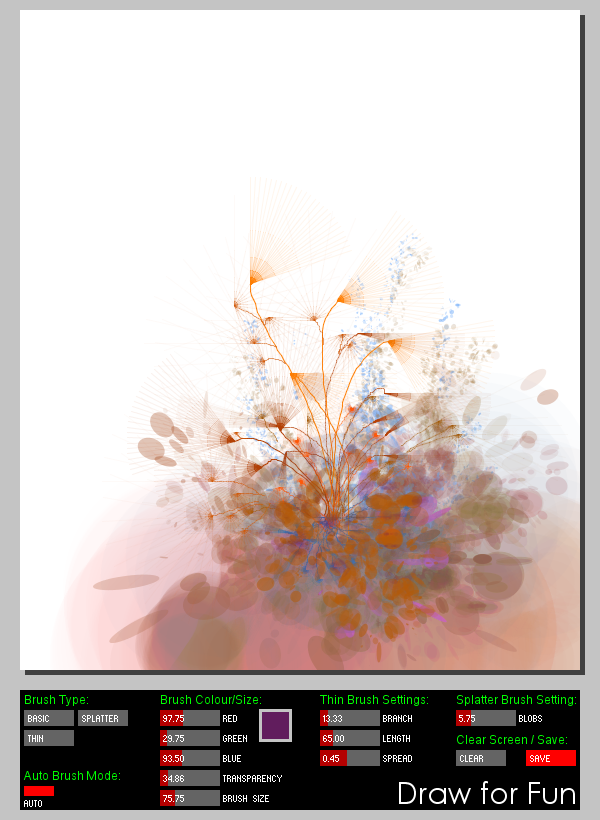 Brush Type:
BASIC
SPLATTER
THIN
Auto Brush Mode:
AUTO
Brush Colour/Size:
97.75 RED
29.75 GREEN
93.50 BLUE
34.86 TRANSPARENCY
75.75 BRUSH SIZE
Thin Brush Settings:
13.33 BRANCH
65.00 LENGTH
0.45 SPREAD
Splatter Brush Setting:
5.75 BLOBS
Clear Screen / Save:
CLEAR
SAVE
Draw for Fun